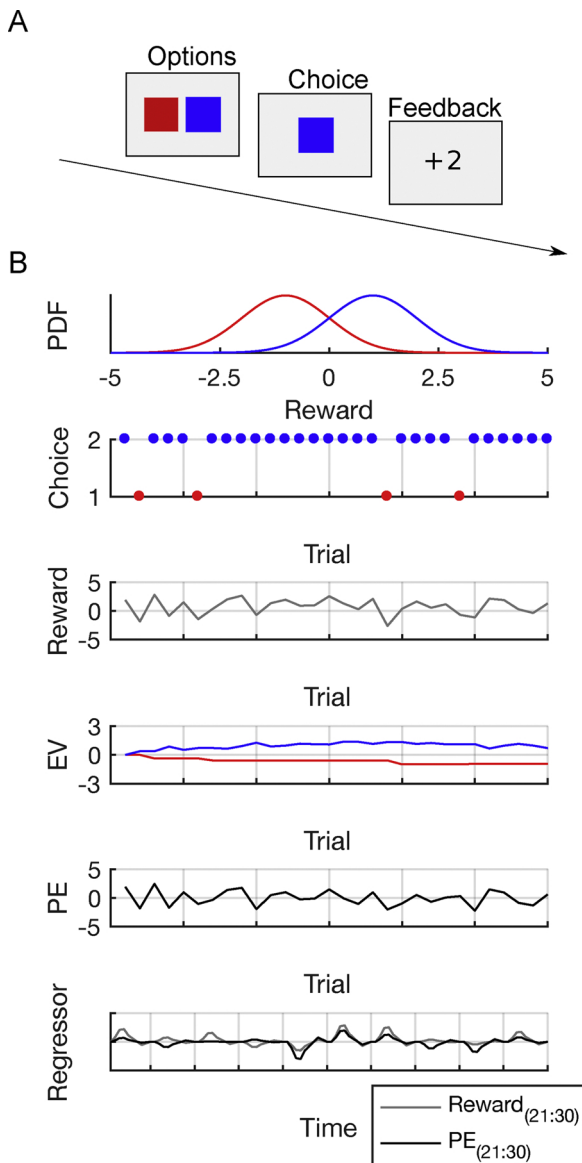 A
Options
Choice
Feedback
+2
B
PDF
-5 -2.5 0 2.5 5
Reward
Choice
2
1
Trial
Reward
5
0
-5
Trial
EV
3
0
-3
Trial
PE
5
0
-5
Trial
Regressor
Time
Reward(21:30)
PE(21:30)